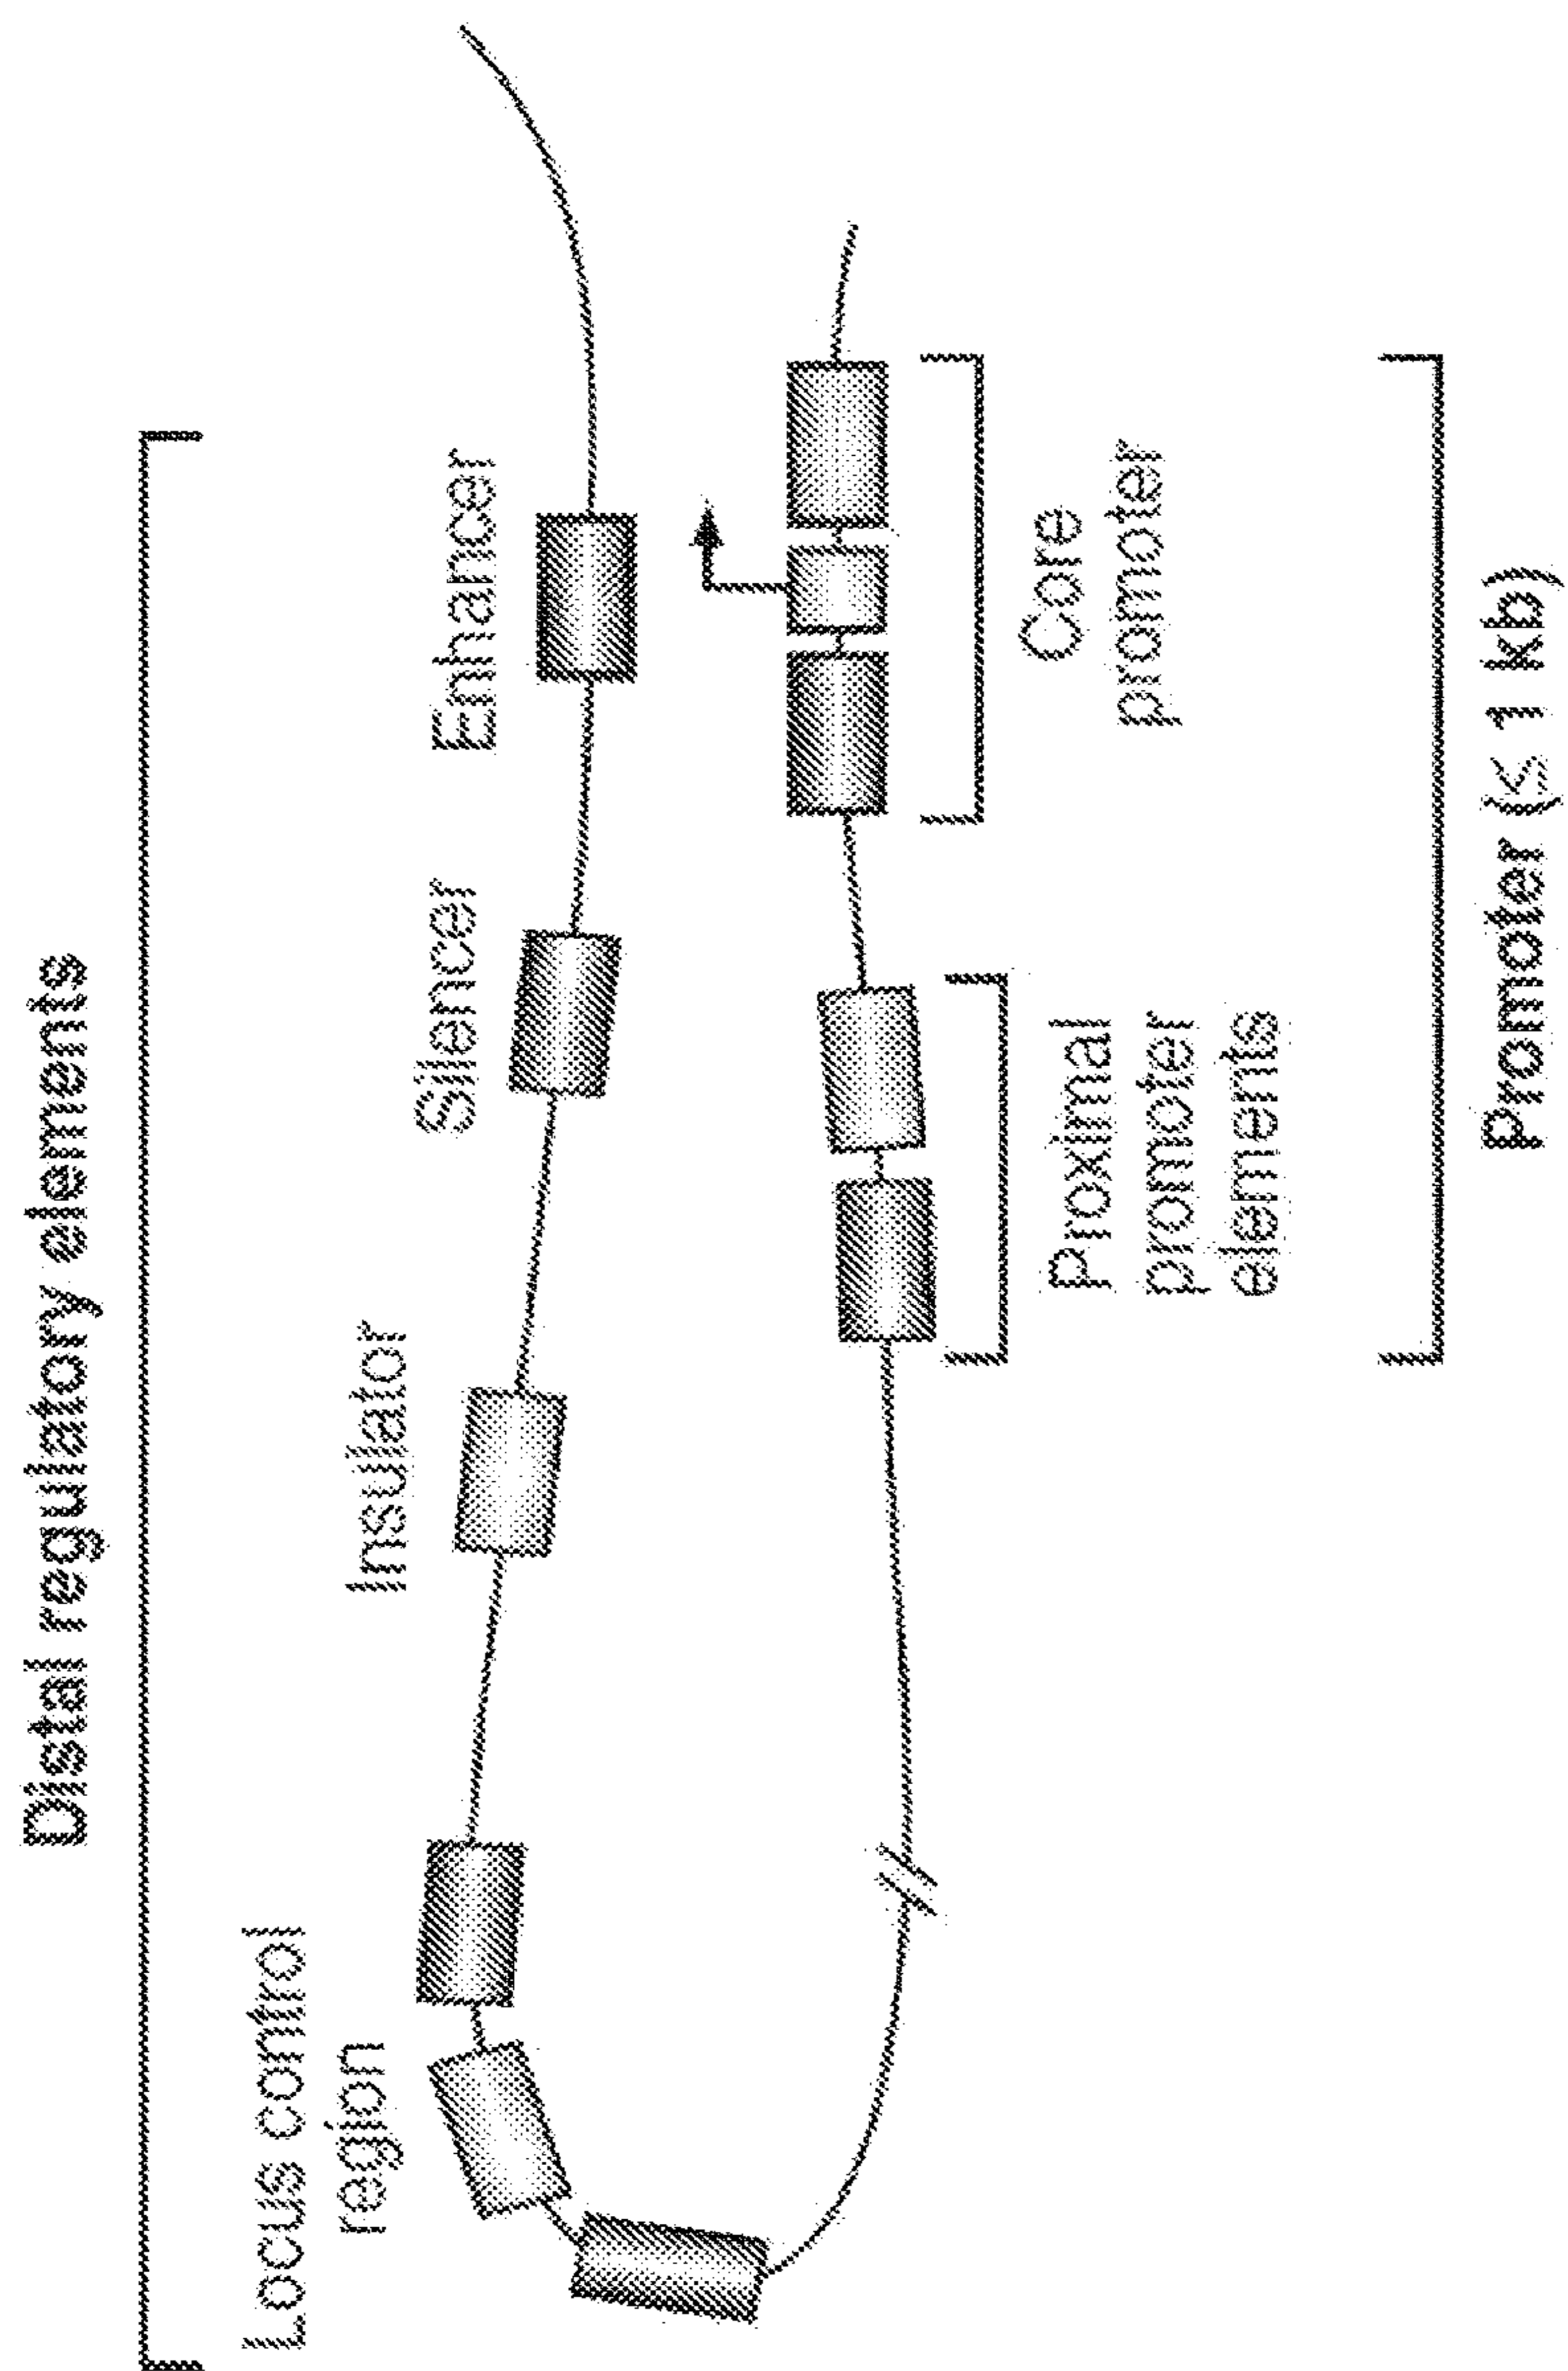 Distal regulatory elements
Locus control
region
Insulator
Silencer
Enhancer
Proximal
promoter
elements
Core
promoter
Promoter (≤ 1 kb)